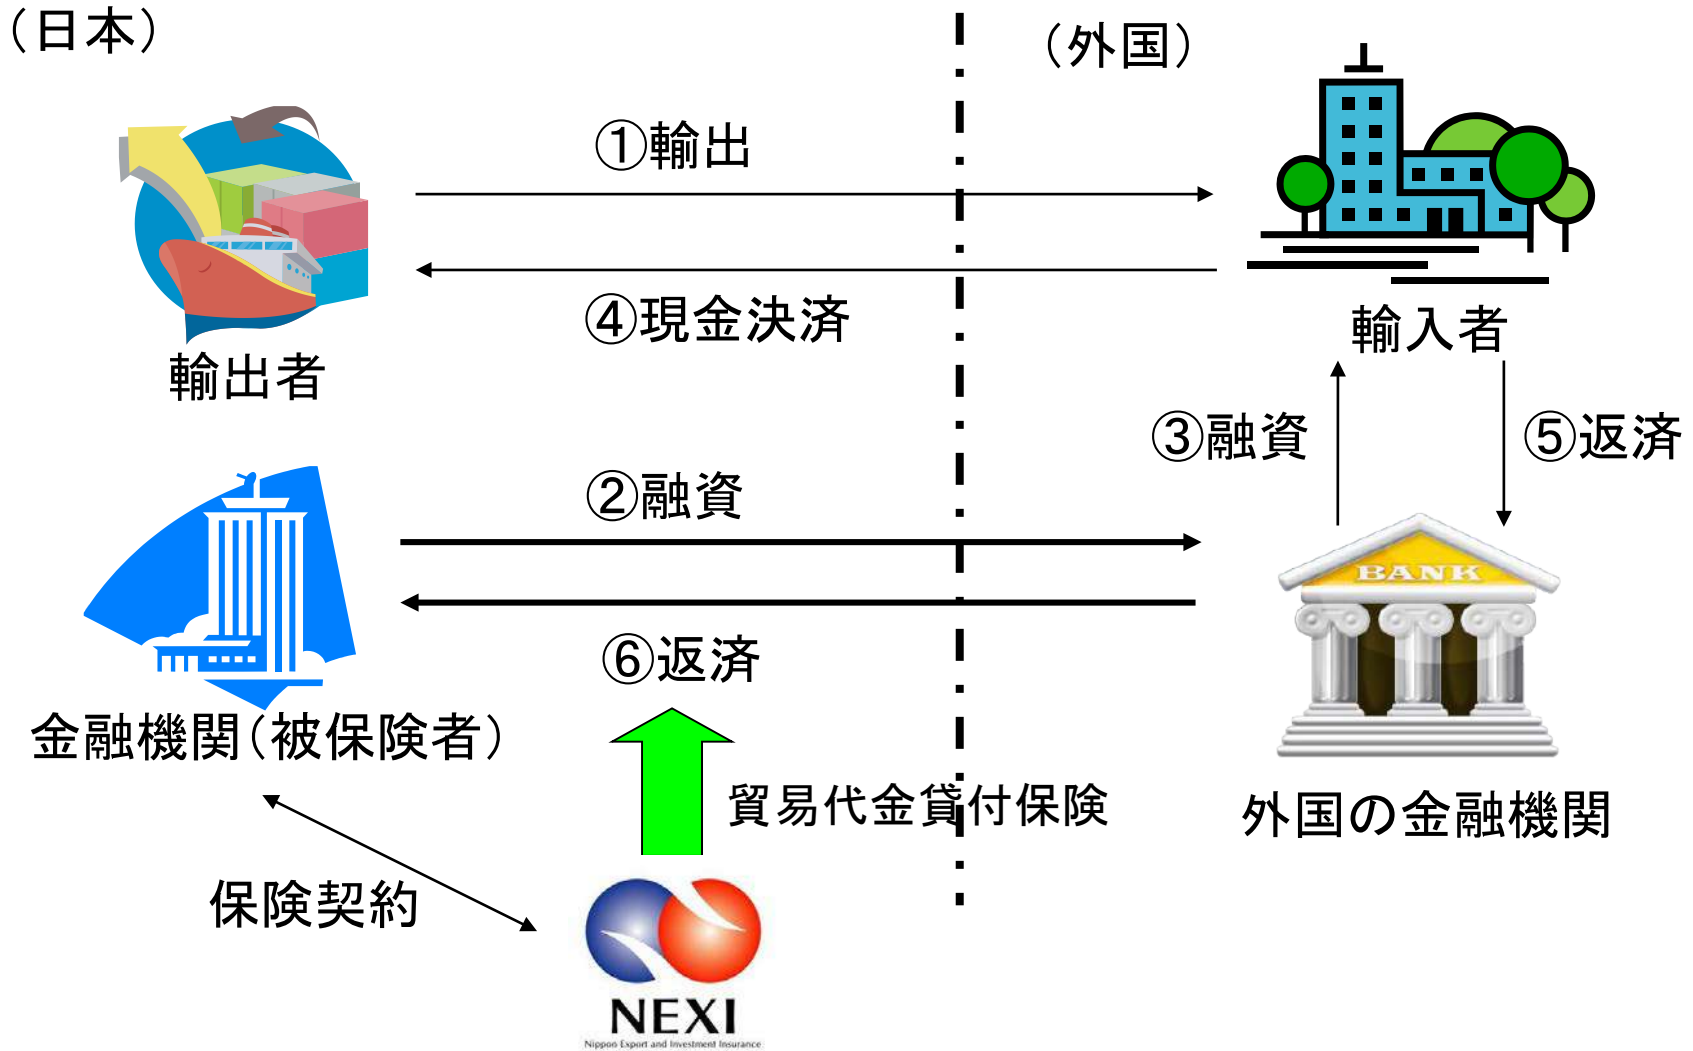 （日本）
（外国）
①輸出
④現金決済
輸出者
輸入者
③融資
⑤返済
②融資
BANK
⑥返済
金融機関（被保険者）
貿易代金貸付保険
外国の金融機関
保険契約
NEXI
Nippon Export and Investment Insurance